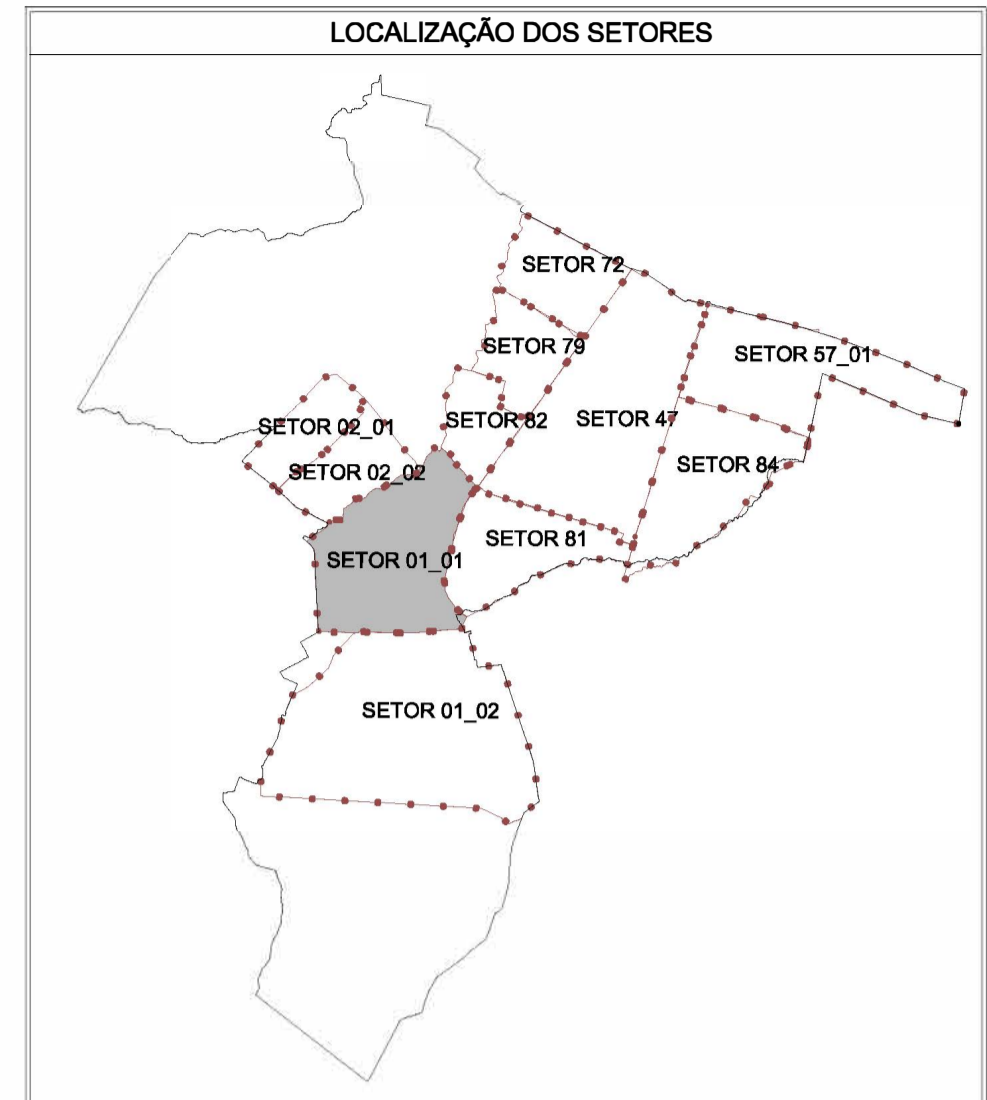 LOCALIZAÇÃO DOS SETORES
SETOR 72
SETOR 79
SETOR 57_01
SETOR 02_01
SETOR 82
SETOR 47
SETOR 02_02
SETOR 84
SETOR 81
SETOR 01_01
SETOR 01_02